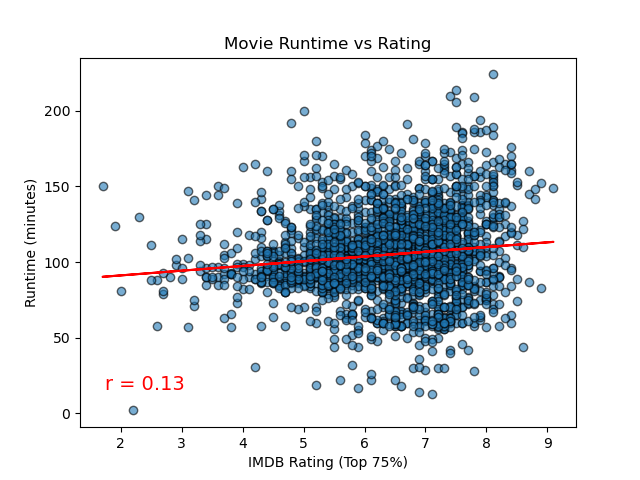 Movie Runtime vs Rating
Runtime (minutes)
200
150
100
50
0
r = 0.13
2 3 4 5 6 7 8 9
IMDB Rating (Top 75%)